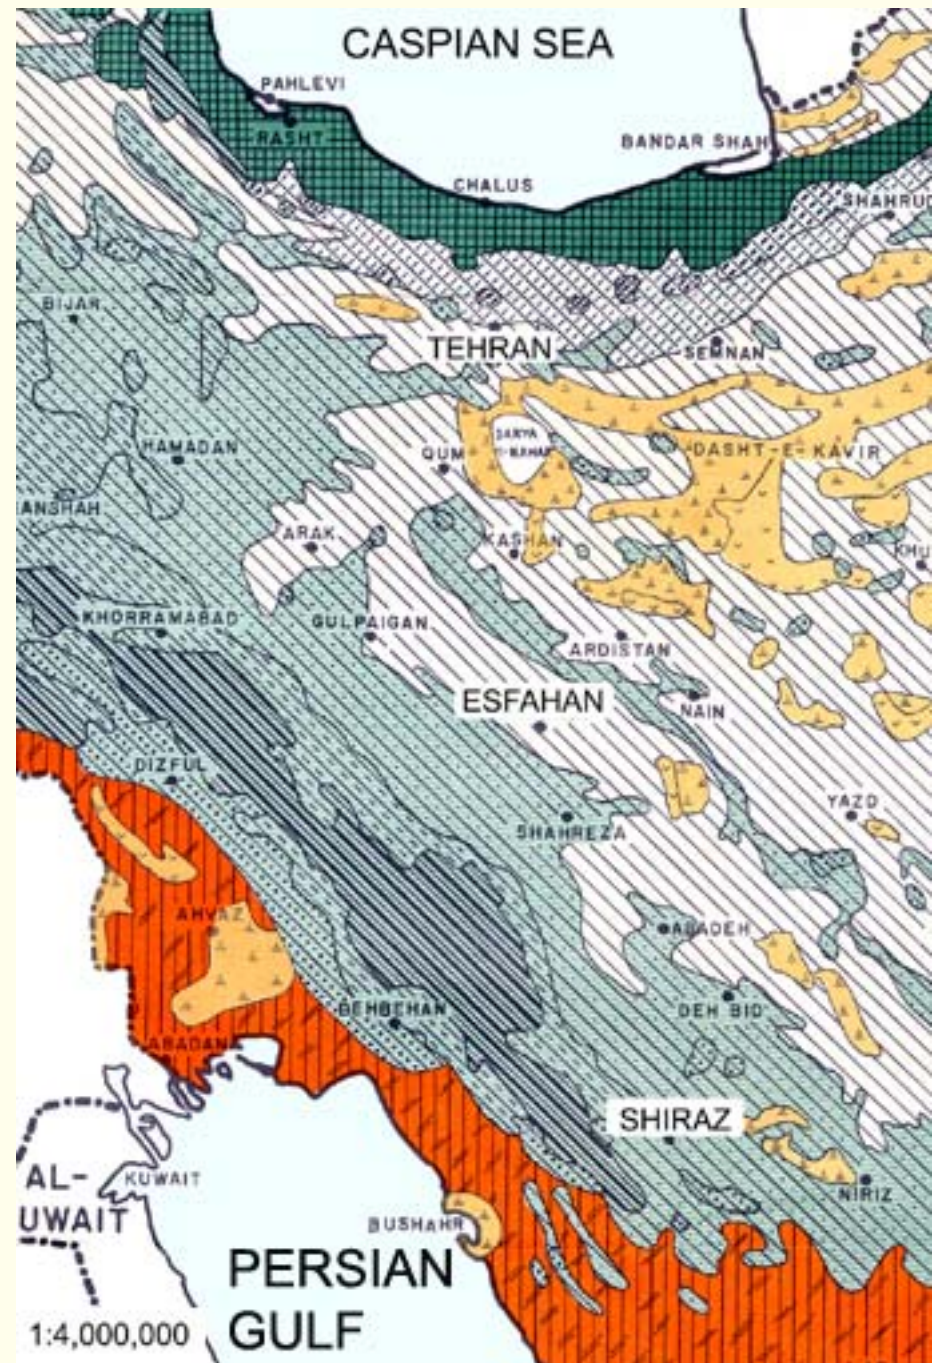 CASPIAN SEA
PAHLEVI
RASHT
BANDAR SHAH
CHALUS
SHAHRUD
BIJAR
TEHRAN
SEMNAN
HAMADAN
QUM
DARYA
DASHT-E-KAVIR
ANSHAH
ARAK
KASHAN
KHU
KHORRAMABAD
GULPAIGAN
ARDISTAN
ESFAHAN
NAIN
DIZFUL
YAZD
SHAHREZA
AHVAZ
ABADEH
BEHBEHAN
DEH BID
ABADAN
SHIRAZ
AL-
UWAIT
KUWAIT
NIRIZ
BUSHAHR
PERSIAN
GULF
1:4,000,000